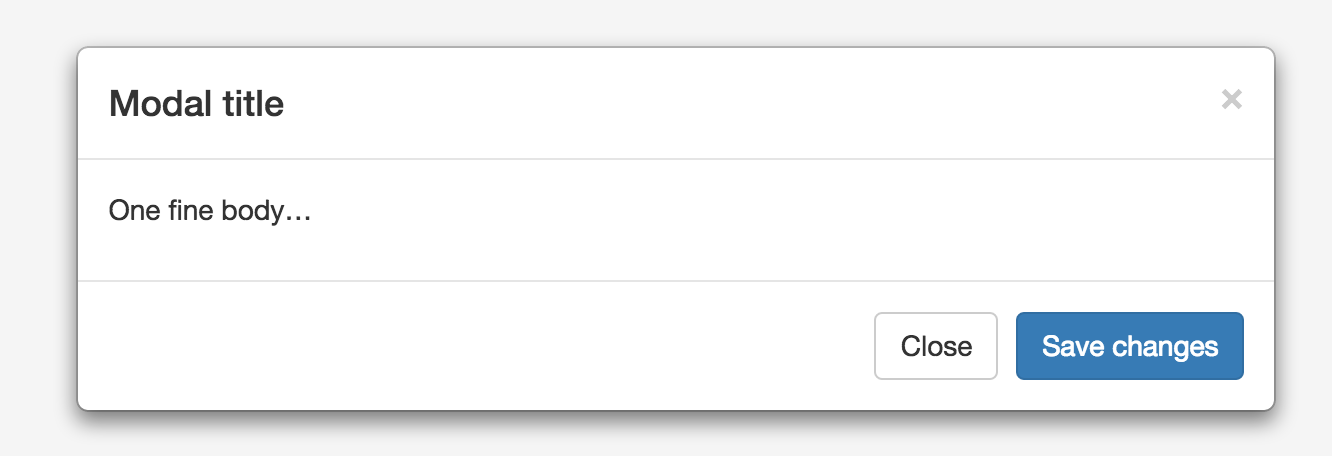 Modal title ×
One fine body…
Close Save changes